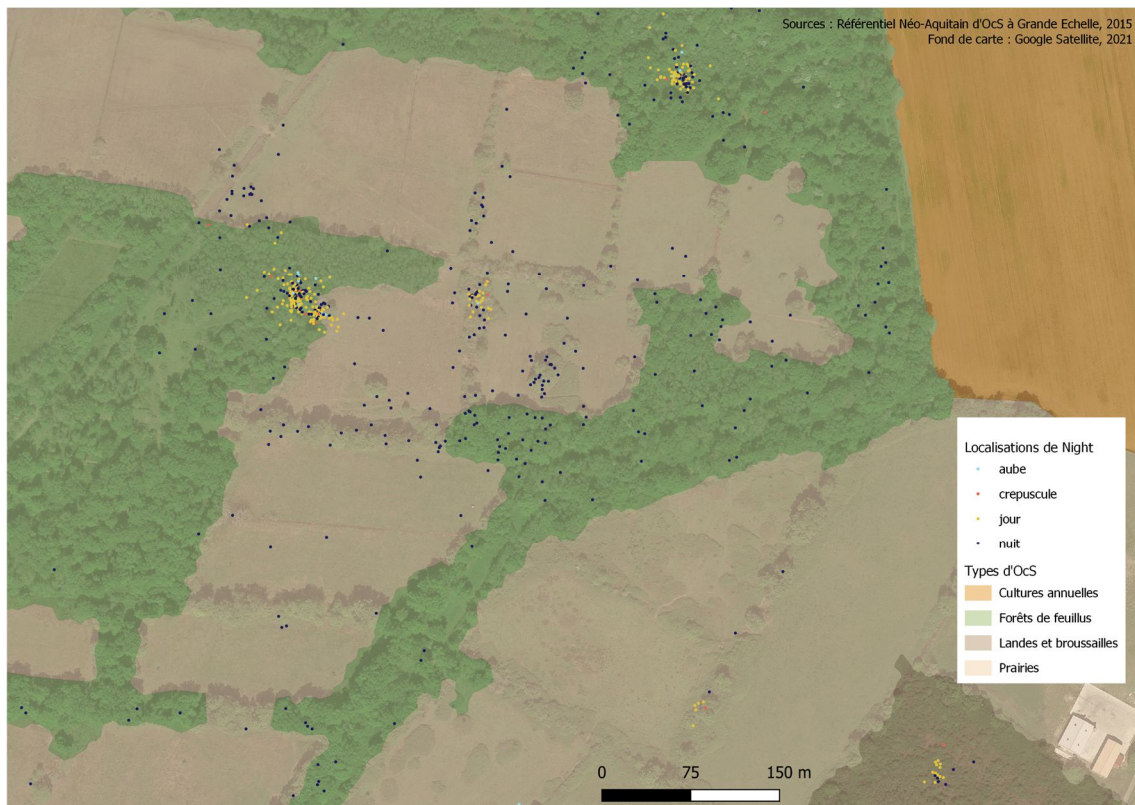 Sources : Référentiel Néo-Aquitain d'OcS à Grande Echelle, 2015
Fond de carte : Google Satellite, 2021
Localisations de Night
aube
crepuscule
jour
nuit
Types d'OcS
Cultures annuelles
Forêts de feuillus
Landes et broussailles
Prairies
0 75 150 m